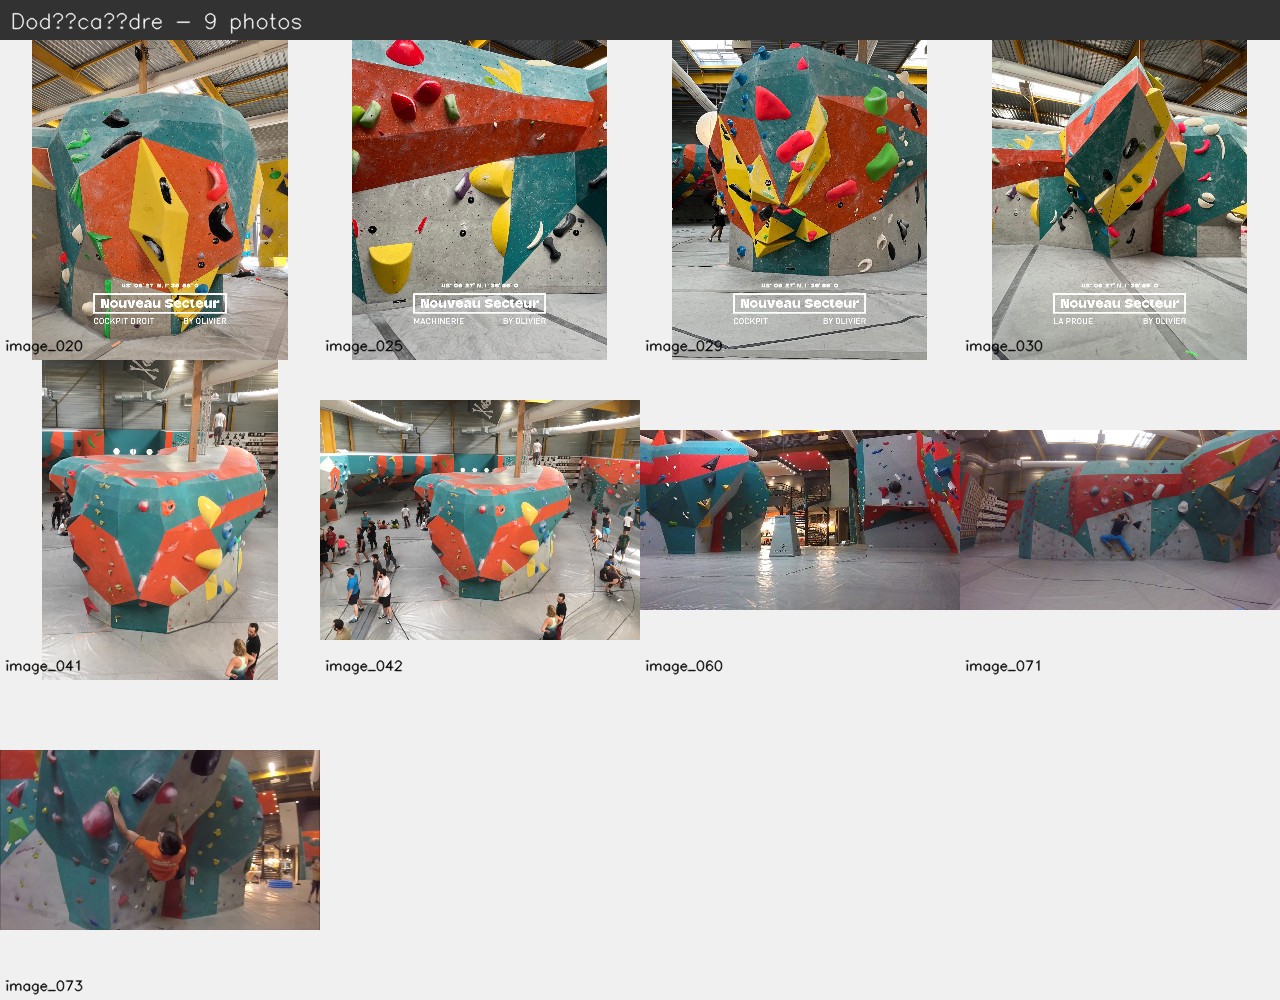 Dod??ca??dre - 9 photos
Nouveau Secteur
COCKPIT DROIT BY OLIVIER
image_020
Nouveau Secteur
MACHINERIE BY OLIVIER
image_025
Nouveau Secteur
COCKPIT BY OLIVIER
image_029
Nouveau Secteur
LA PROUE BY OLIVIER
image_030
image_041
image_042
image_060
image_071
image_073